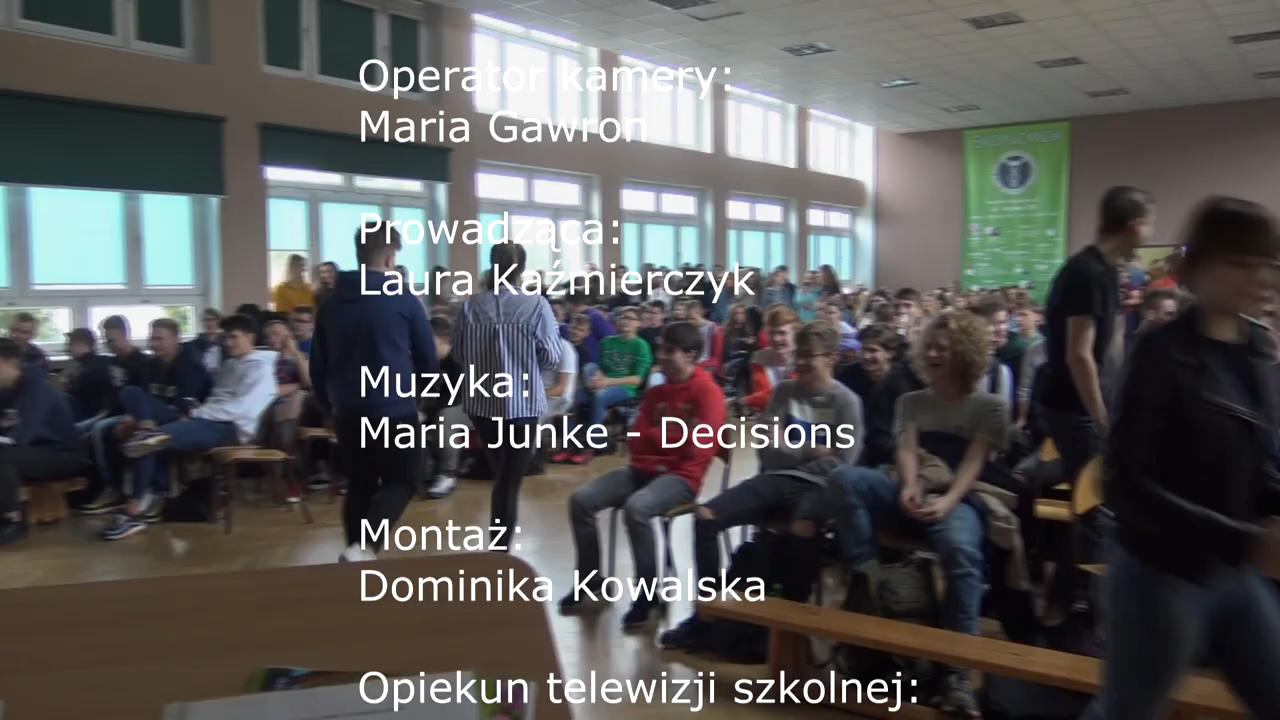 Operator kamery:
Maria Gawron
Prowadząca:
Laura Kaźmierczyk
Muzyka:
Maria Junke - Decisions
Montaż:
Dominika Kowalska
Opiekun telewizji szkolnej: